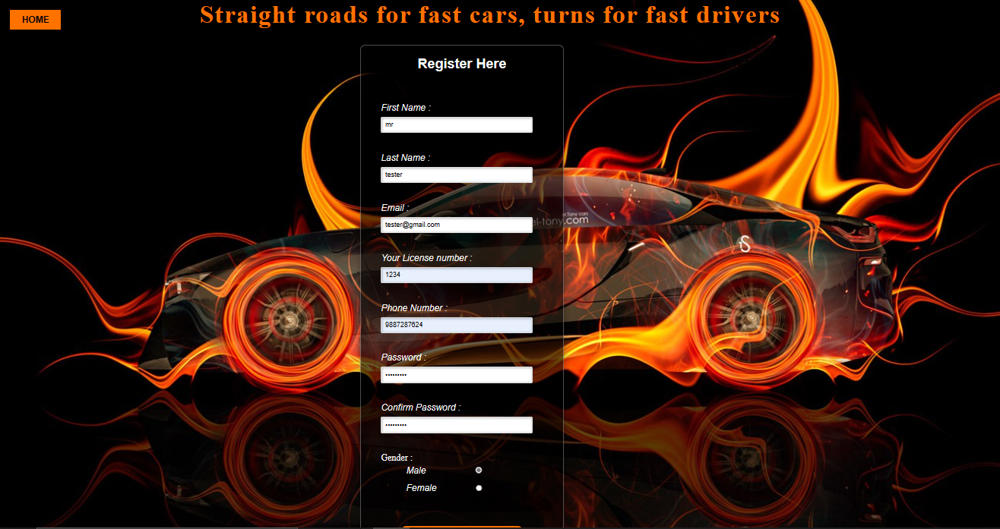 HOME
Straight roads for fast cars, turns for fast drivers
Register Here
First Name :
mr
Last Name :
tester
Email :
tester@gmail.com
el-tony.com
Your License number :
1234
Phone Number :
9887287624
Password :
•••••••••
Confirm Password :
•••••••••
Gender :
Male
Female